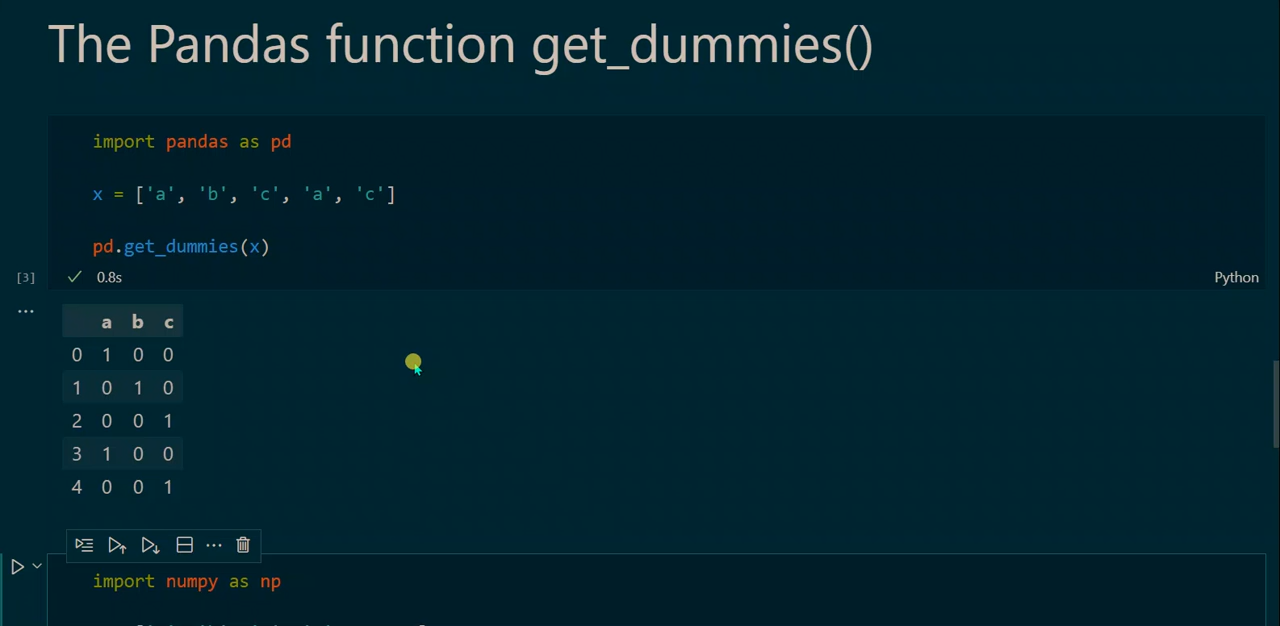 The Pandas function get_dummies()
import pandas as pd
x = ['a', 'b', 'c', 'a', 'c']
pd.get_dummies(x)
[3] 0.8s Python
a b c
0 1 0 0
1 0 1 0
2 0 0 1
3 1 0 0
4 0 0 1
import numpy as np